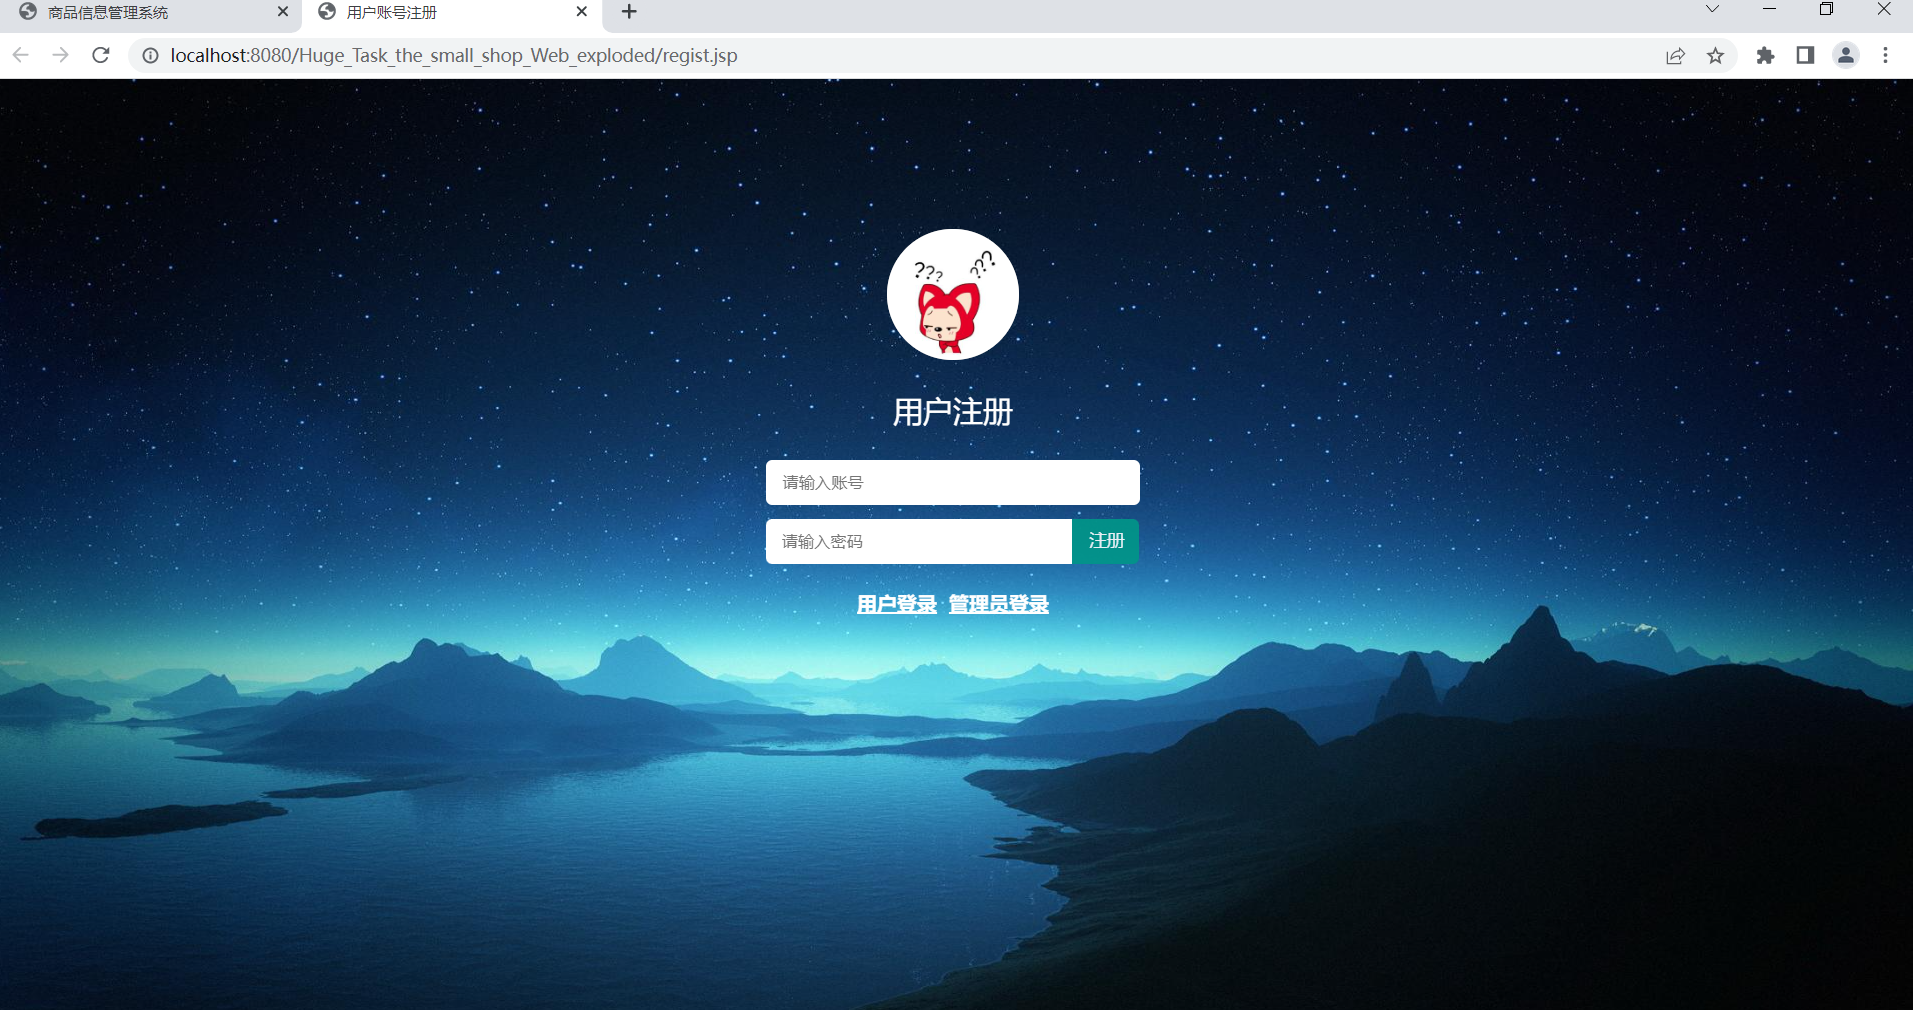 商品信息管理系统
用户账号注册
localhost:8080/Huge_Task_the_small_shop_Web_exploded/regist.jsp
??? ???
用户注册
请输入账号
请输入密码 注册
用户登录 管理员登录